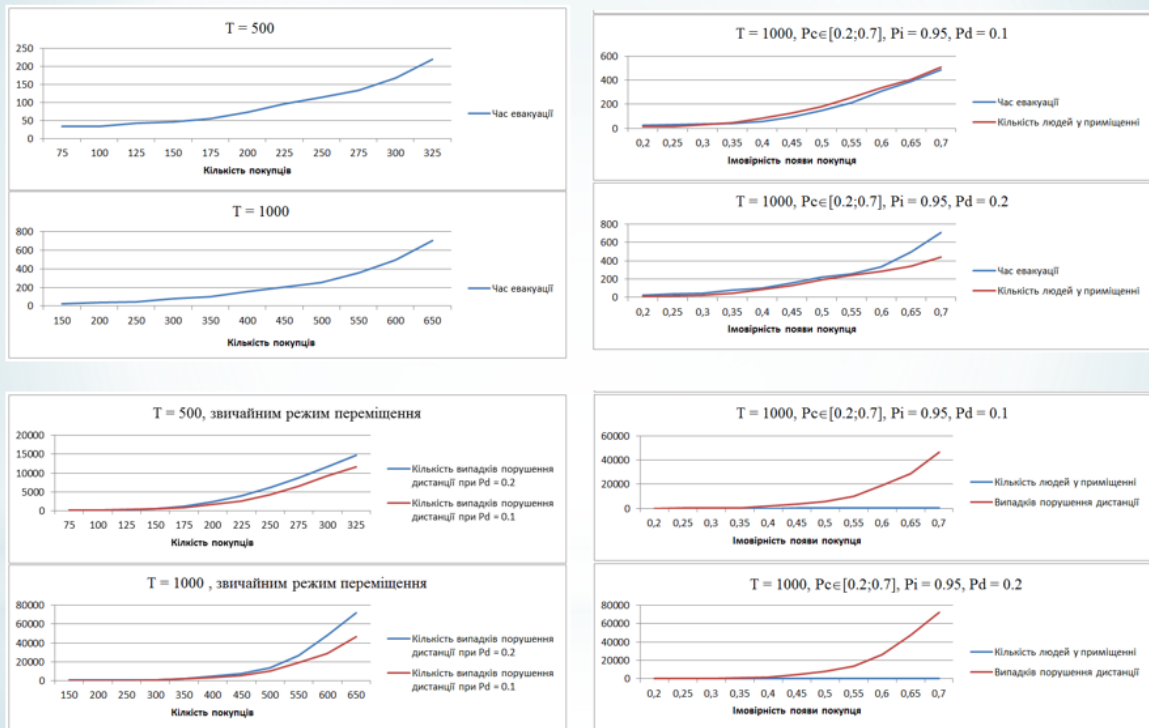 T = 500
250
200
150
100
50
0
75 100 125 150 175 200 225 250 275 300 325
Кількість покупців
Час евакуації
T = 1000
800
600
400
200
0
150 200 250 300 350 400 450 500 550 600 650
Кількість покупців
Час евакуації
T = 1000, Pc∈[0.2;0.7], Pi = 0.95, Pd = 0.1
600
400
200
0
0,2 0,25 0,3 0,35 0,4 0,45 0,5 0,55 0,6 0,65 0,7
Імовірність появи покупця
Час евакуації
Кількість людей у приміщенні
T = 1000, Pc∈[0.2;0.7], Pi = 0.95, Pd = 0.2
800
600
400
200
0
0,2 0,25 0,3 0,35 0,4 0,45 0,5 0,55 0,6 0,65 0,7
Імовірність появи покупця
Час евакуації
Кількість людей у приміщенні
T = 500, звичайним режим переміщення
20000
15000
10000
5000
0
75 100 125 150 175 200 225 250 275 300 325
Кілкість покупців
Кількість випадків порушення
дистанції при Pd = 0.2
Кількість випадків порушення
дистанції при Pd = 0.1
T = 1000 , звичайним режим переміщення
80000
60000
40000
20000
0
150 200 250 300 350 400 450 500 550 600 650
Кілкість покупців
Кількість випадків порушення
дистанції при Pd = 0.2
Кількість випадків порушення
дистанції при Pd = 0.1
T = 1000, Pc∈[0.2;0.7], Pi = 0.95, Pd = 0.1
60000
40000
20000
0
0,2 0,25 0,3 0,35 0,4 0,45 0,5 0,55 0,6 0,65 0,7
Імовірність появи покупця
Кількість людей у приміщенні
Випадків порушення дистанції
T = 1000, Pc∈[0.2;0.7], Pi = 0.95, Pd = 0.2
80000
60000
40000
20000
0
0,2 0,25 0,3 0,35 0,4 0,45 0,5 0,55 0,6 0,65 0,7
Імовірність появи покупця
Кількість людей у приміщенні
Випадків порушення дистанції